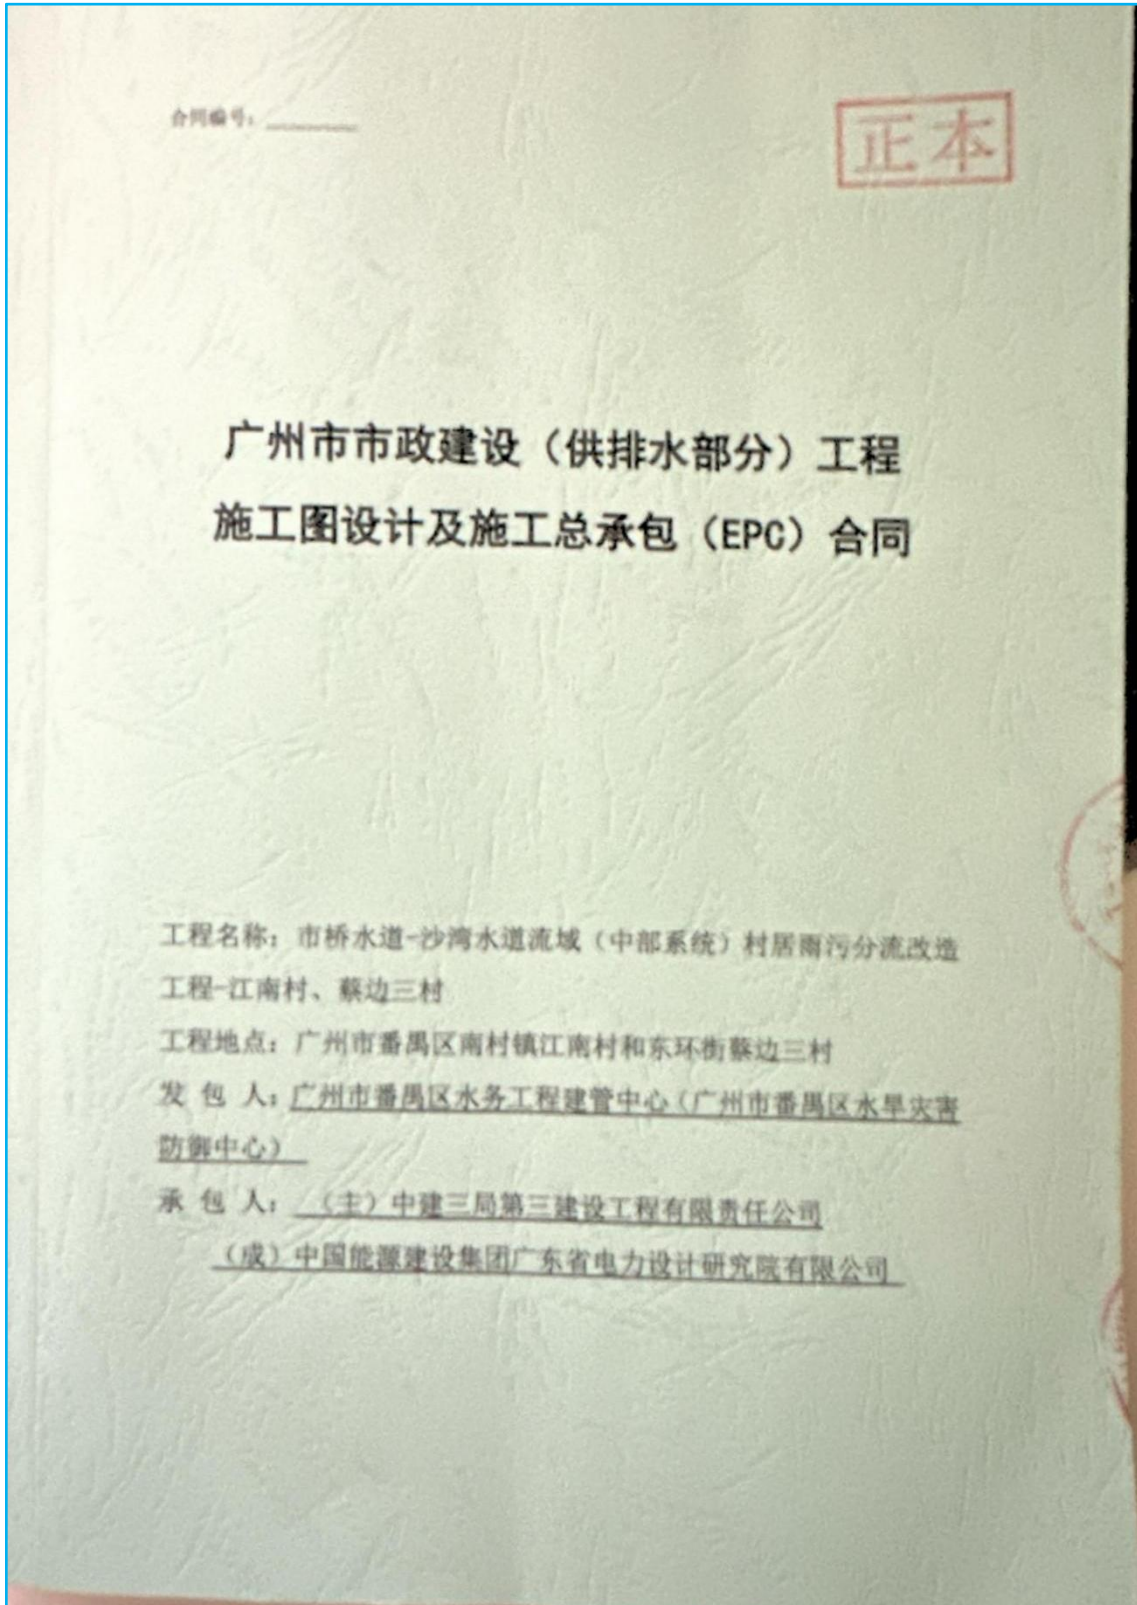 合同编号：
正本
广州市市政建设（供排水部分）工程
施工图设计及施工总承包（EPC）合同
工程名称：市桥水道-沙湾水道流域（中部系统）村居雨污分流改造
工程-江南村、蔡边三村
工程地点：广州市番禺区南村镇江南村和东环街蔡边三村
发 包 人：广州市番禺区水务工程建管中心（广州市番禺区水旱灾害
防御中心）
承 包 人：（主）中建三局第三建设工程有限责任公司
（成）中国能源建设集团广东省电力设计研究院有限公司